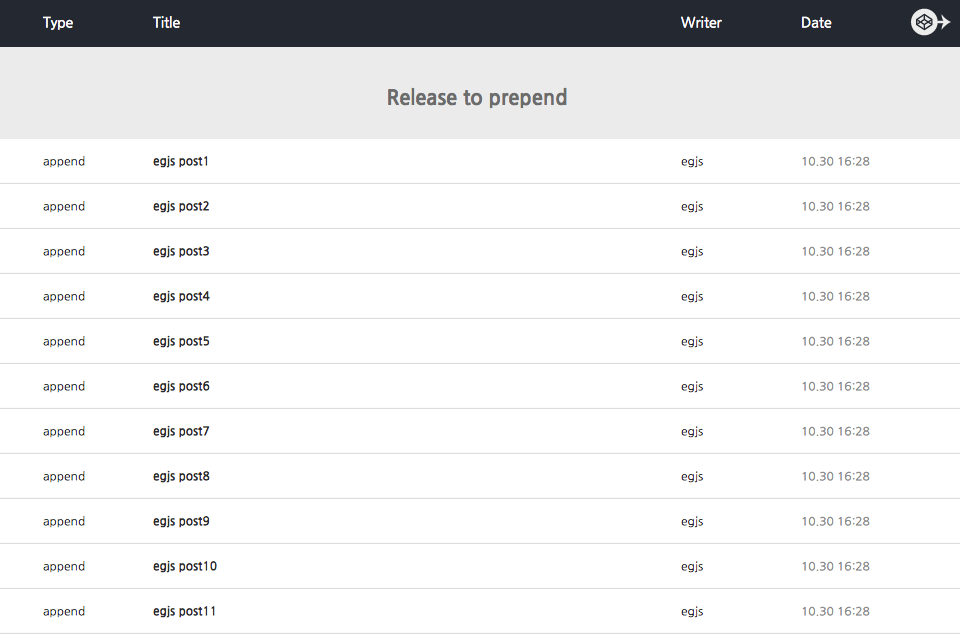 Type Title Writer Date
Release to prepend
append egjs post1 egjs 10.30 16:28
append egjs post2 egjs 10.30 16:28
append egjs post3 egjs 10.30 16:28
append egjs post4 egjs 10.30 16:28
append egjs post5 egjs 10.30 16:28
append egjs post6 egjs 10.30 16:28
append egjs post7 egjs 10.30 16:28
append egjs post8 egjs 10.30 16:28
append egjs post9 egjs 10.30 16:28
append egjs post10 egjs 10.30 16:28
append egjs post11 egjs 10.30 16:28